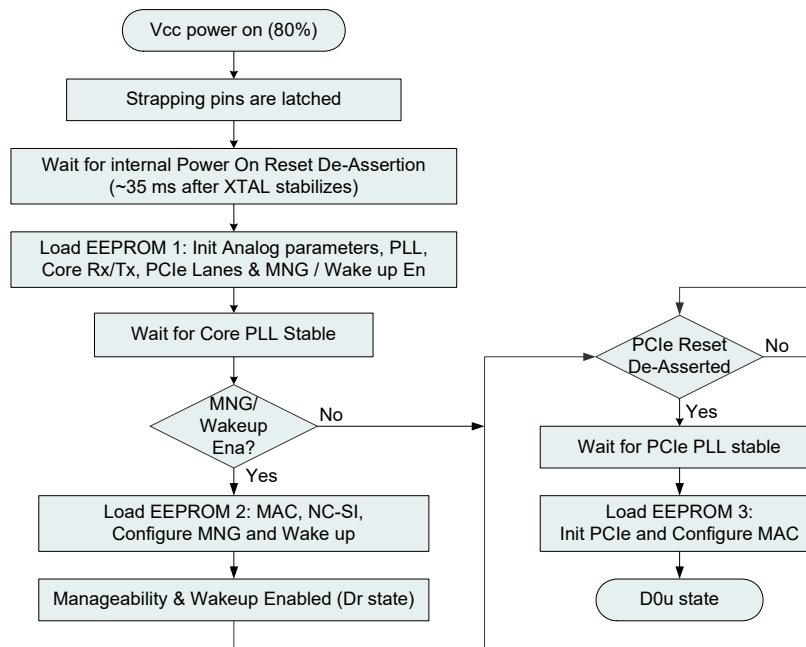 Vcc power on (80%)
Strapping pins are latched
Wait for internal Power On Reset De-Assertion
(~35 ms after XTAL stabilizes)
Load EEPROM 1: Init Analog parameters, PLL,
Core Rx/Tx, PCIe Lanes & MNG / Wake up En
Wait for Core PLL Stable
MNG/
Wakeup
Ena?
No
Yes
Load EEPROM 2: MAC, NC-SI,
Configure MNG and Wake up
Manageability & Wakeup Enabled (Dr state)
PCIe Reset
De-Asserted
No
Yes
Wait for PCIe PLL stable
Load EEPROM 3:
Init PCIe and Configure MAC
D0u state